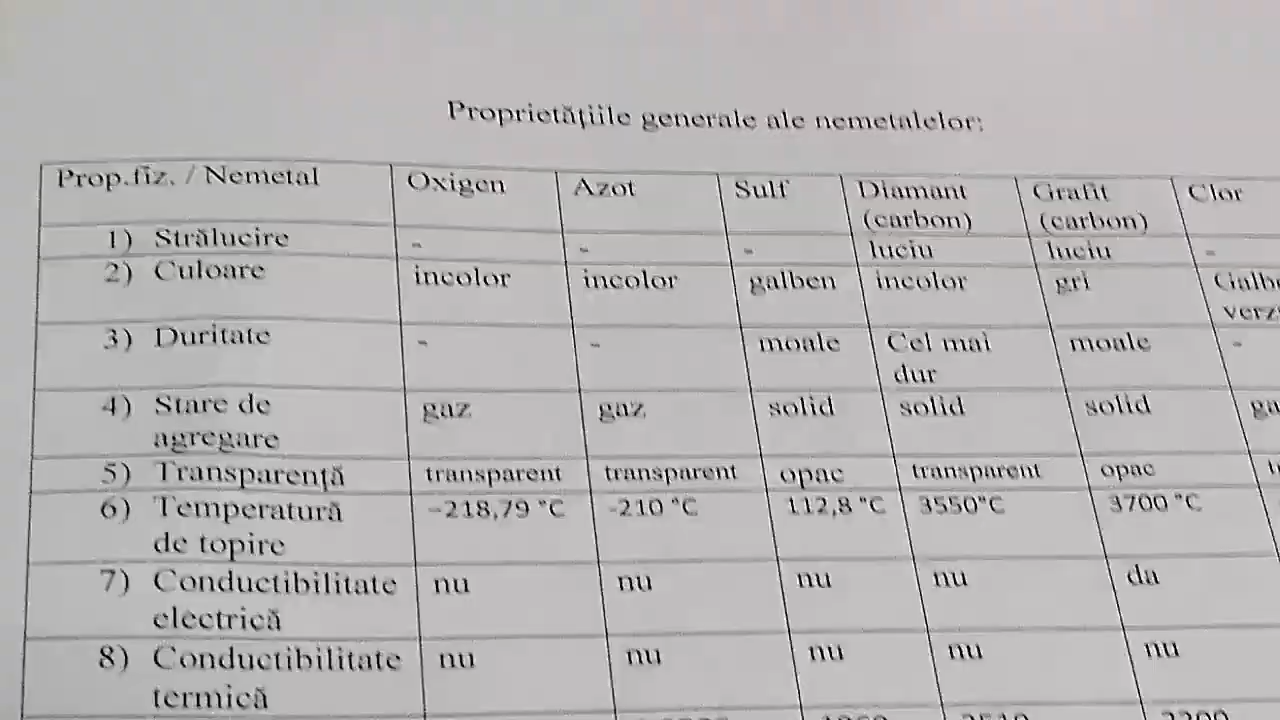 Proprietățiile generale ale nemetalelor:
Prop.fiz. / Nemetal Oxigen Azot Sulf Diamant (carbon) Grafit (carbon) Clor
1) Strălucire - - - luciu luciu -
2) Culoare incolor incolor galben incolor gri
3) Duritate - - moale Cel mai dur moale -
4) Stare de agregare gaz gaz solid solid solid
5) Transparență transparent transparent opac transparent opac
6) Temperatură de topire −218,79 °C -210 °C 112,8 °C 3550°C 3700 °C
7) Conductibilitate electrică nu nu nu nu da
8) Conductibilitate termică nu nu nu nu nu